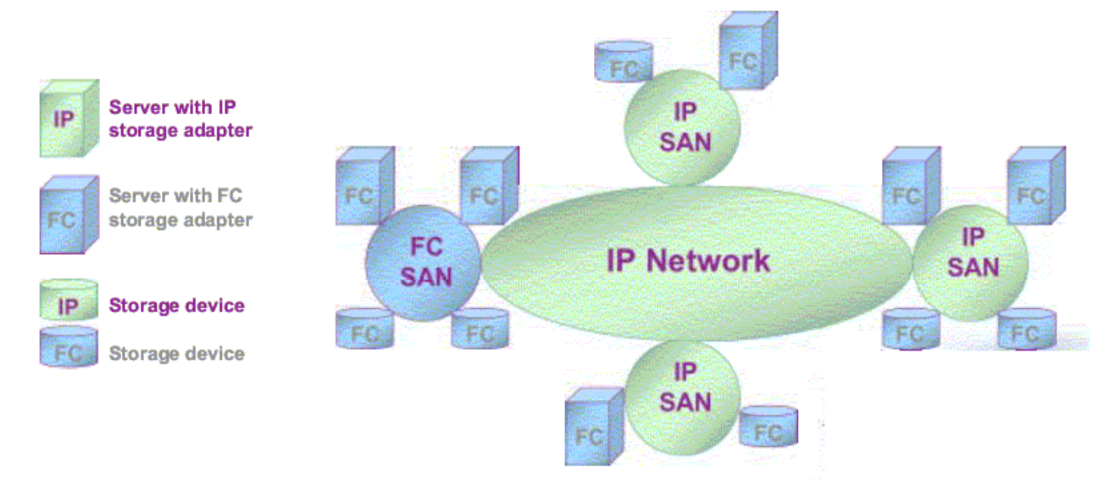 IP
Server with IP
storage adapter
FC
Server with FC
storage adapter
IP
Storage device
FC
Storage device
FC
FC
IP
SAN
FC
FC
FC
SAN
FC
FC
IP Network
FC
FC
IP
SAN
FC
FC
IP
SAN
FC
FC